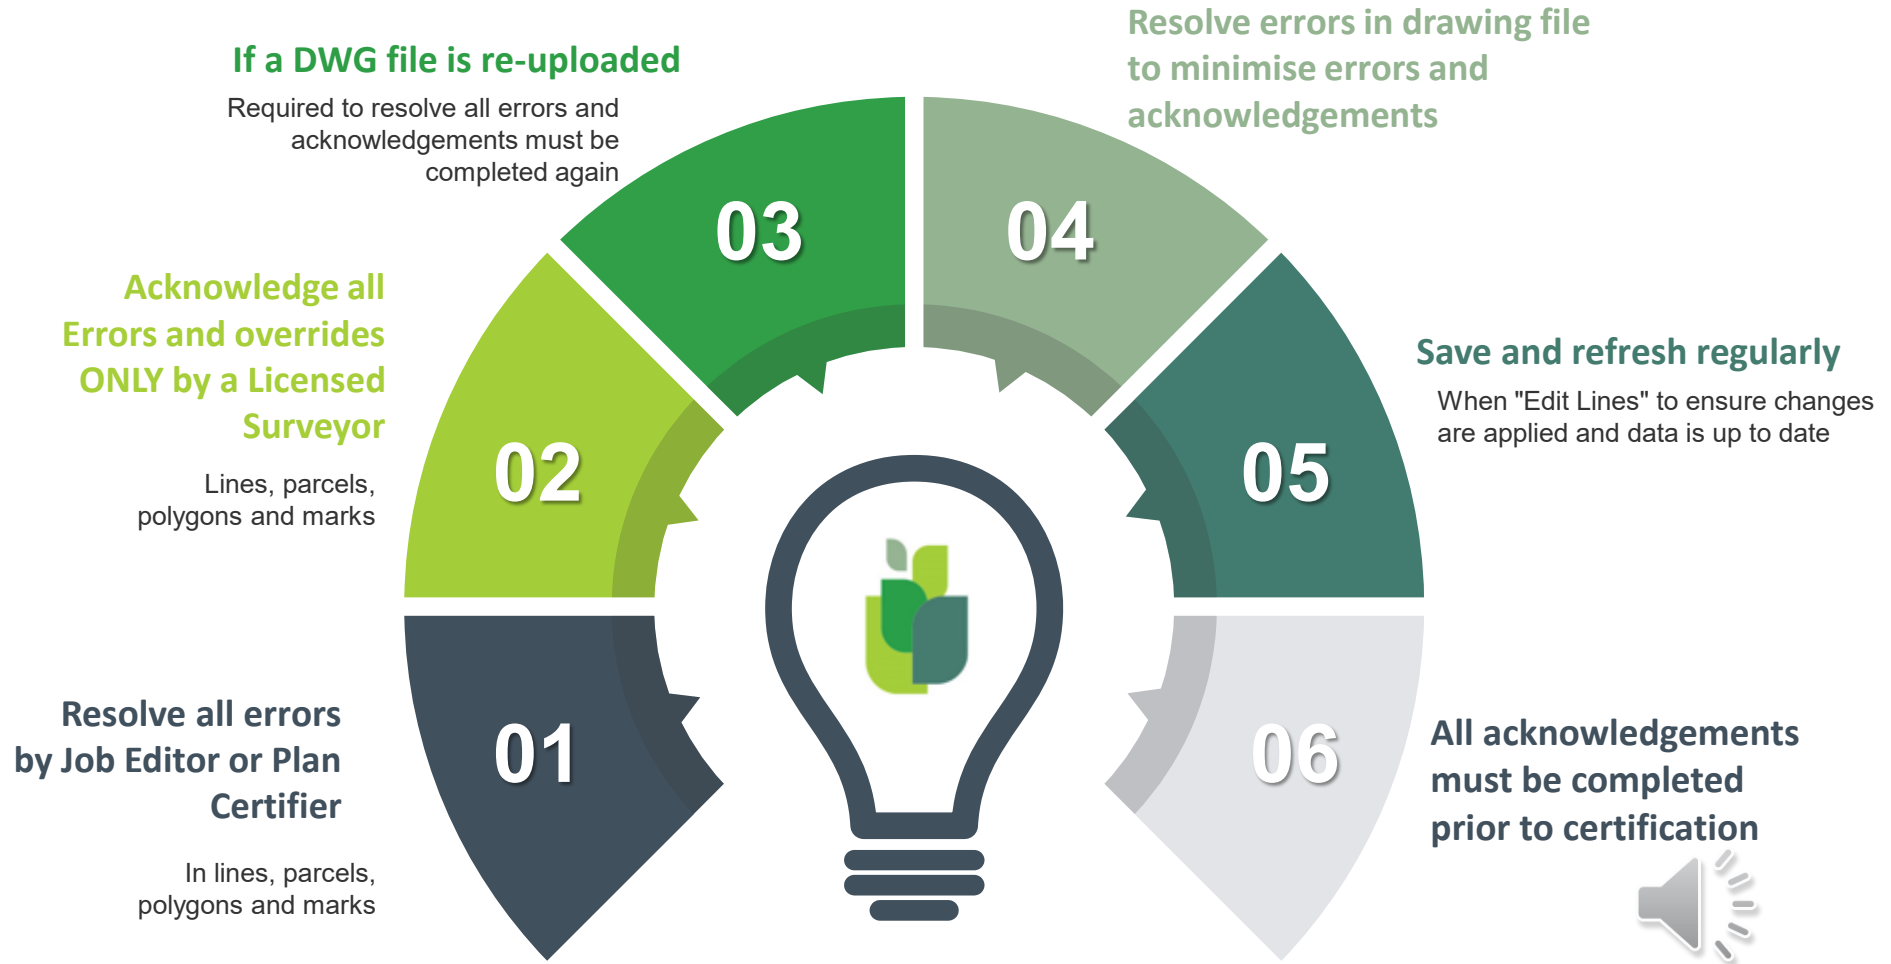 01
Resolve all errors
by Job Editor or Plan
Certifier
In lines, parcels,
polygons and marks
02
Acknowledge all
Errors and overrides
ONLY by a Licensed
Surveyor
Lines, parcels,
polygons and marks
03
If a DWG file is re-uploaded
Required to resolve all errors and
acknowledgements must be
completed again
04
Resolve errors in drawing file
to minimise errors and
acknowledgements
05
Save and refresh regularly
When "Edit Lines" to ensure changes
are applied and data is up to date
06
All acknowledgements
must be completed
prior to certification